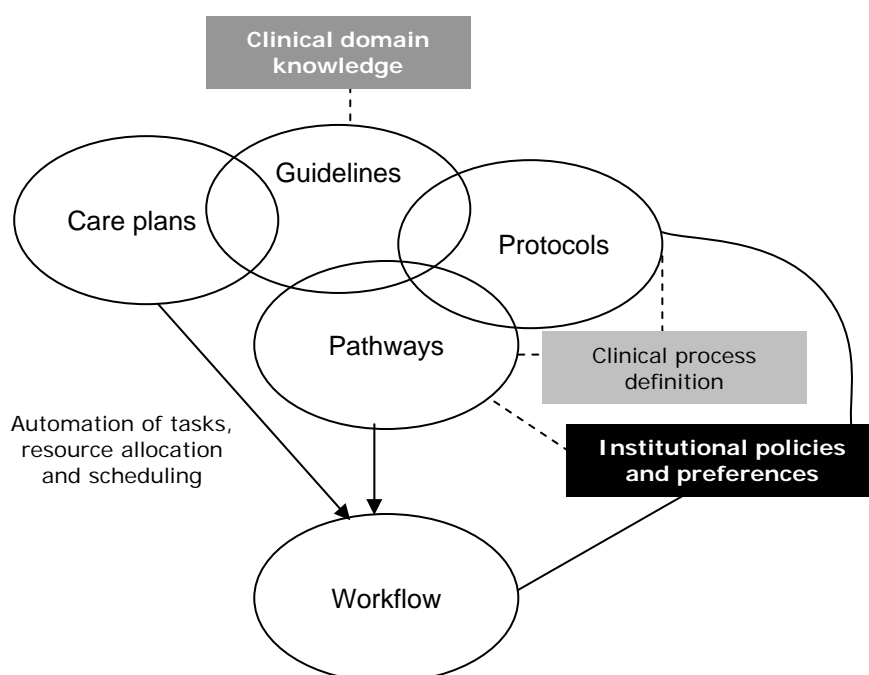 Clinical domain
knowledge
Guidelines
Care plans
Protocols
Pathways
Clinical process
definition
Automation of tasks,
resource allocation
and scheduling
Institutional policies
and preferences
Workflow